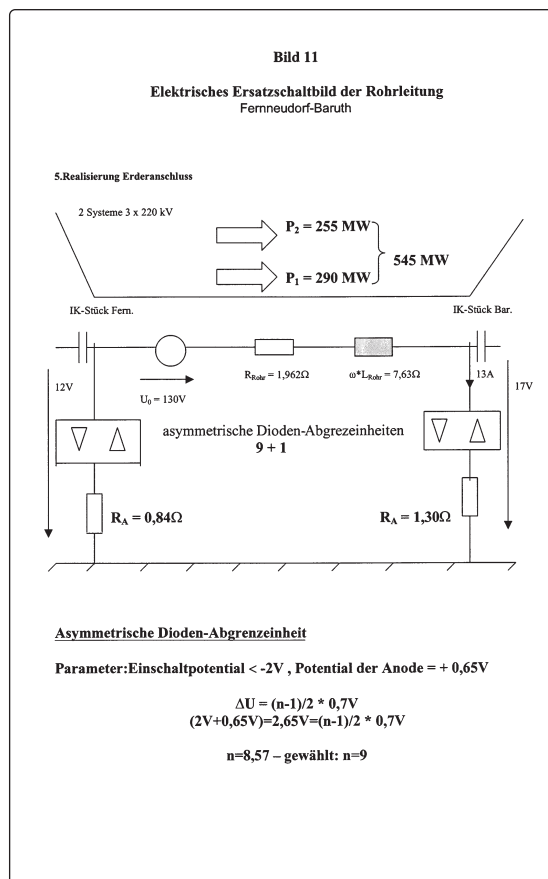 Bild 11
Elektrisches Ersatzschaltbild der Rohrleitung
Fernneudorf-Baruth
5.Realisierung Erderanschluss
2 Systeme 3 x 220 kV
P2 = 255 MW
545 MW
P1 = 290 MW
IK-Stück Fern.
IK-Stück Bar.
12V
U0 = 130V
RRohr = 1,962Ω
ω*LRohr = 7,63Ω
13A
17V
asymmetrische Dioden-Abgrezeinheiten
9 + 1
RA = 0,84Ω
RA = 1,30Ω
Asymmetrische Dioden-Abgrenzeinheit
Parameter:Einschaltpotential < -2V , Potential der Anode = + 0,65V
ΔU = (n-1)/2 * 0,7V
(2V+0,65V)=2,65V=(n-1)/2 * 0,7V
n=8,57 – gewählt: n=9